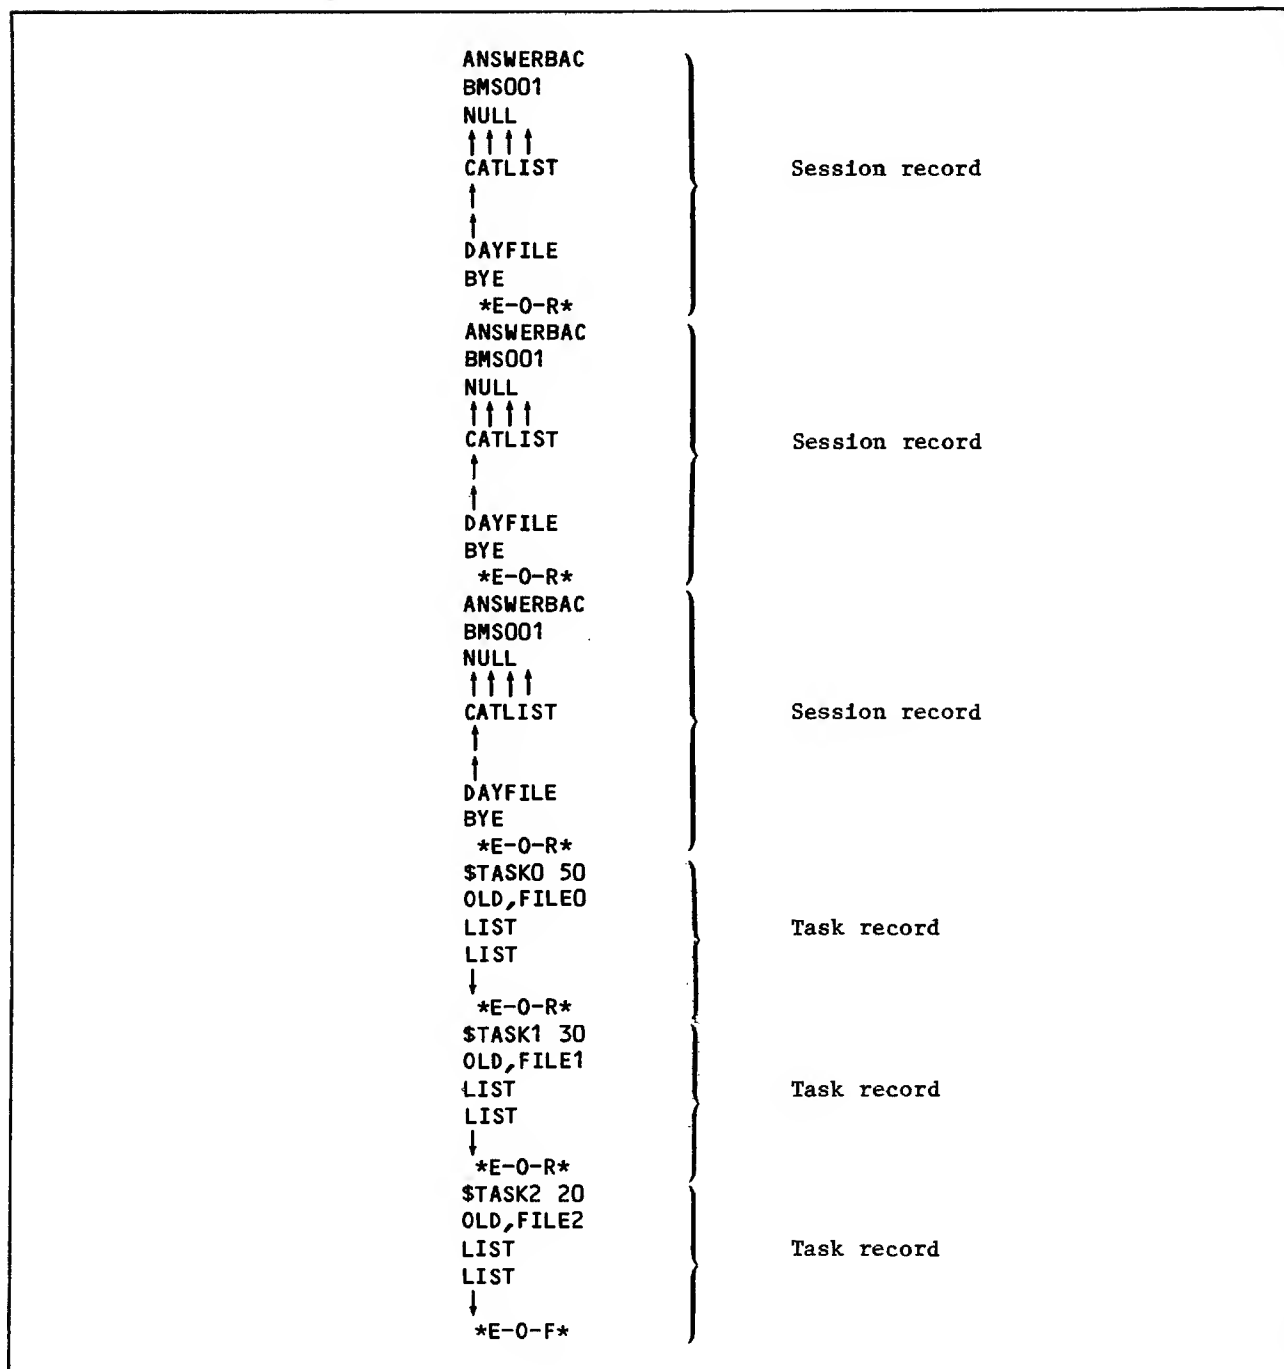 ANSWERBAC
BMS001
NULL
↑↑↑↑
CATLIST Session record
↑
↑
DAYFILE
BYE
*E-O-R*
ANSWERBAC
BMS001
NULL
↑↑↑↑
CATLIST Session record
↑
↑
DAYFILE
BYE
*E-O-R*
ANSWERBAC
BMS001
NULL
↑↑↑↑
CATLIST Session record
↑
↑
DAYFILE
BYE
*E-O-R*
$TASK0 50
OLD,FILE0
LIST Task record
LIST
↓
*E-O-R*
$TASK1 30
OLD,FILE1
LIST Task record
LIST
↓
*E-O-R*
$TASK2 20
OLD,FILE2
LIST Task record
LIST
↓
*E-O-F*